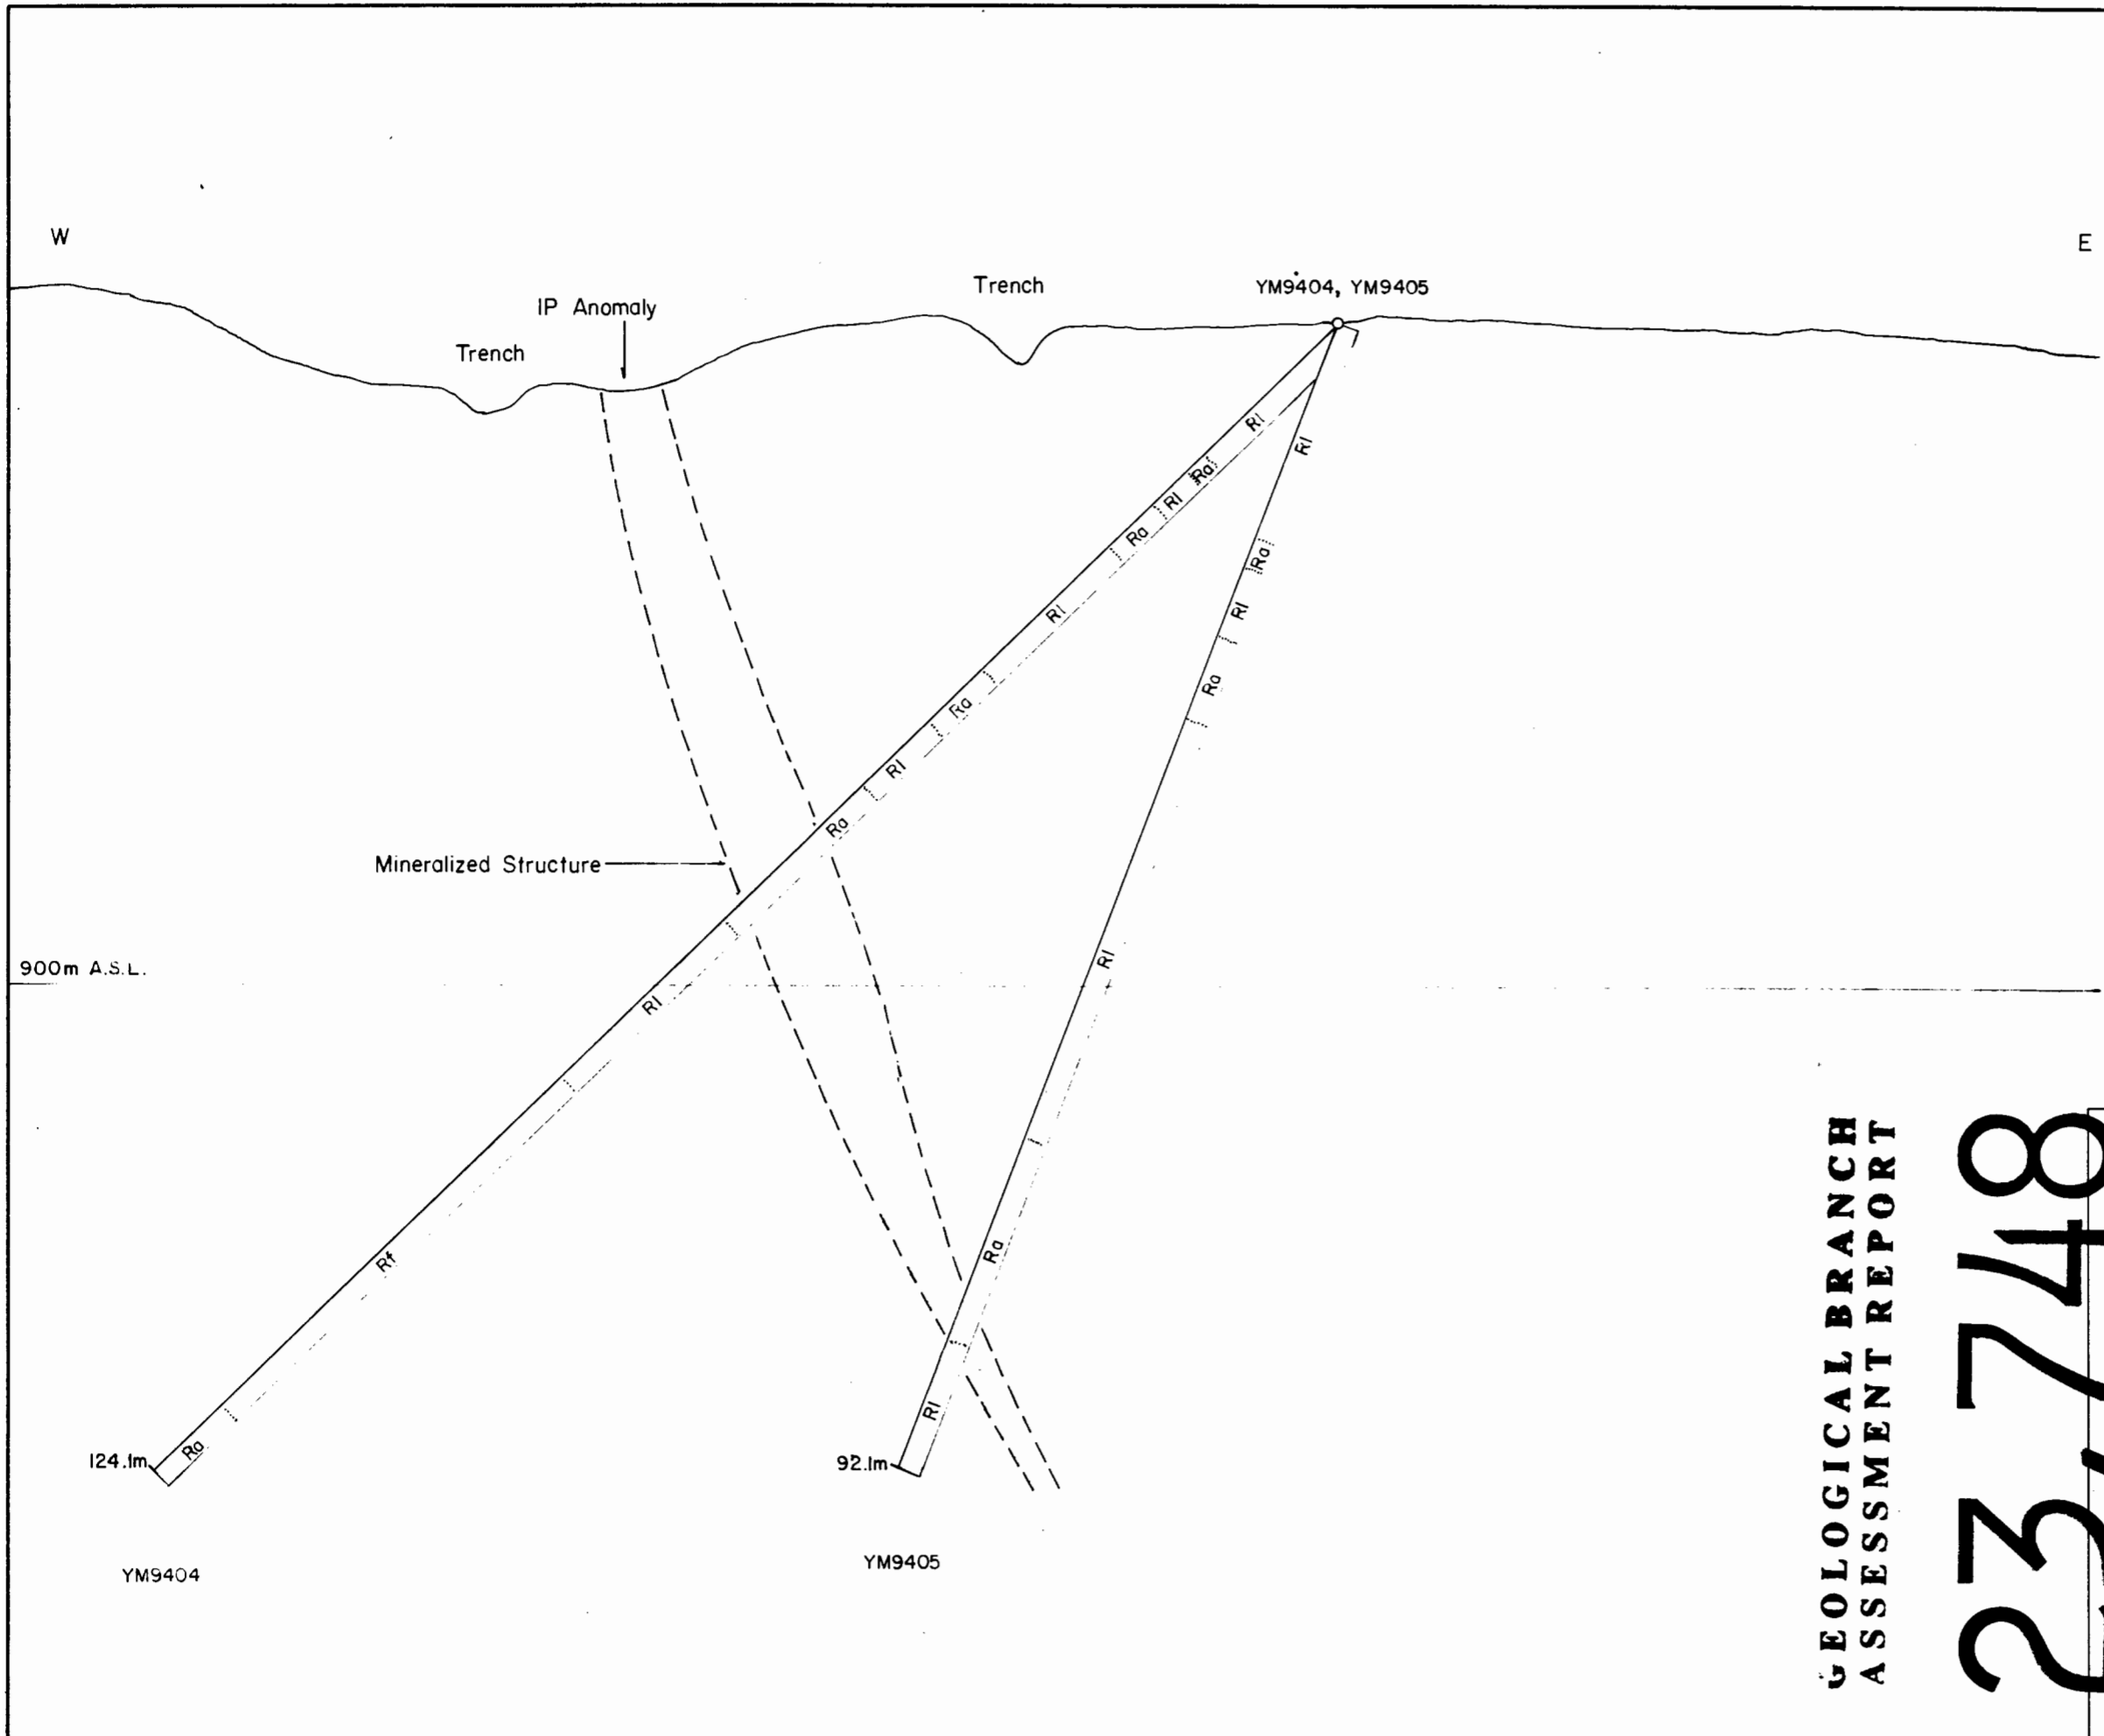 W
E
IP Anomaly
Trench
Trench
YM9404, YM9405
Rl
Rl
Ra
Rl
Ra
Ra
Rl
Rl
Ra
Ra
Rl
Ra
Mineralized Structure
Rl
900m A.S.L.
Rl
Ra
Rf
Rl
Ra
124.1m
92.1m
YM9404
YM9405
GEOLOGICAL BRANCH
ASSESSMENT REPORT
23,748